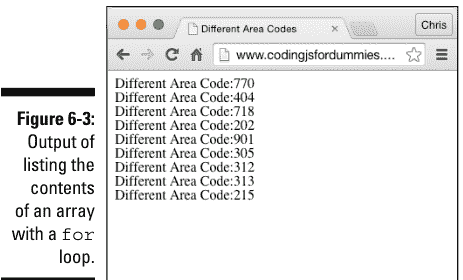 Different Area Codes
Chris
www.codingjsfordummies....
Different Area Code:770
Different Area Code:404
Different Area Code:718
Different Area Code:202
Different Area Code:901
Different Area Code:305
Different Area Code:312
Different Area Code:313
Different Area Code:215
Figure 6-3:
Output of
listing the
contents
of an array
with a for
loop.